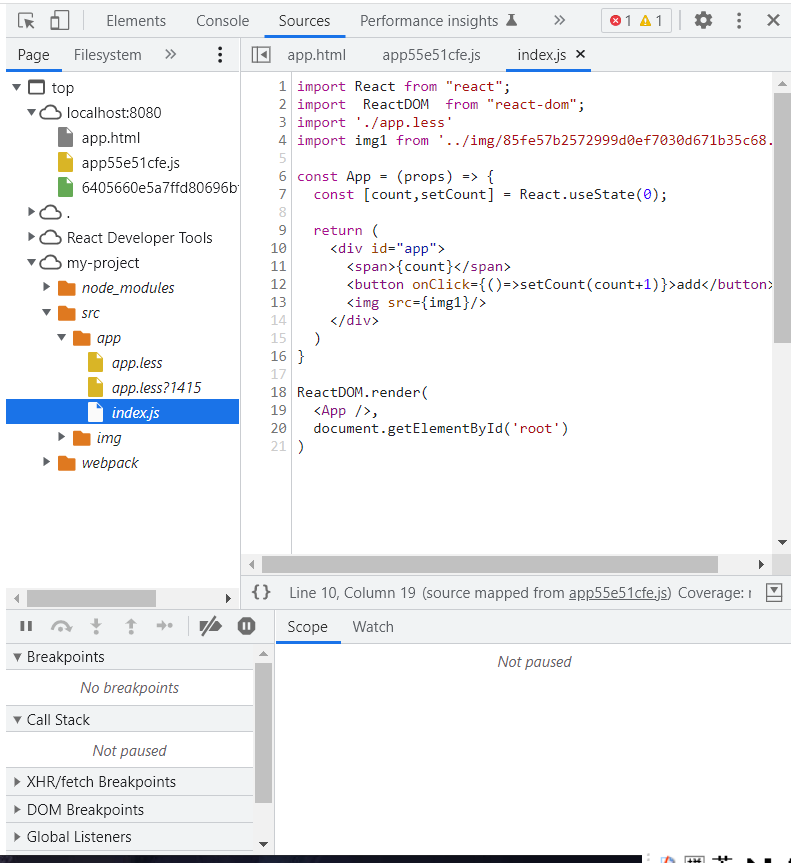 Elements Console Sources Performance insights 1 1
Page Filesystem app.html app55e51cfe.js index.js
top
localhost:8080
app.html
app55e51cfe.js
6405660e5a7ffd80696b
.
React Developer Tools
my-project
node_modules
src
app
app.less
app.less?1415
index.js
img
webpack
1 import React from "react";
2 import ReactDOM from "react-dom";
3 import './app.less'
4 import img1 from '../img/85fe57b2572999d0ef7030d671b35c68.
5
6 const App = (props) => {
7 const [count,setCount] = React.useState(0);
8
9 return (
10 <div id="app">
11 <span>{count}</span>
12 <button onClick={()=>setCount(count+1)}>add</button>
13 <img src={img1}/>
14 </div>
15 )
16 }
17
18 ReactDOM.render(
19 <App />,
20 document.getElementById('root')
21 )
{} Line 10, Column 19 (source mapped from app55e51cfe.js) Coverage:
Scope Watch
Breakpoints
No breakpoints
Call Stack
Not paused
XHR/fetch Breakpoints
DOM Breakpoints
Global Listeners
Not paused